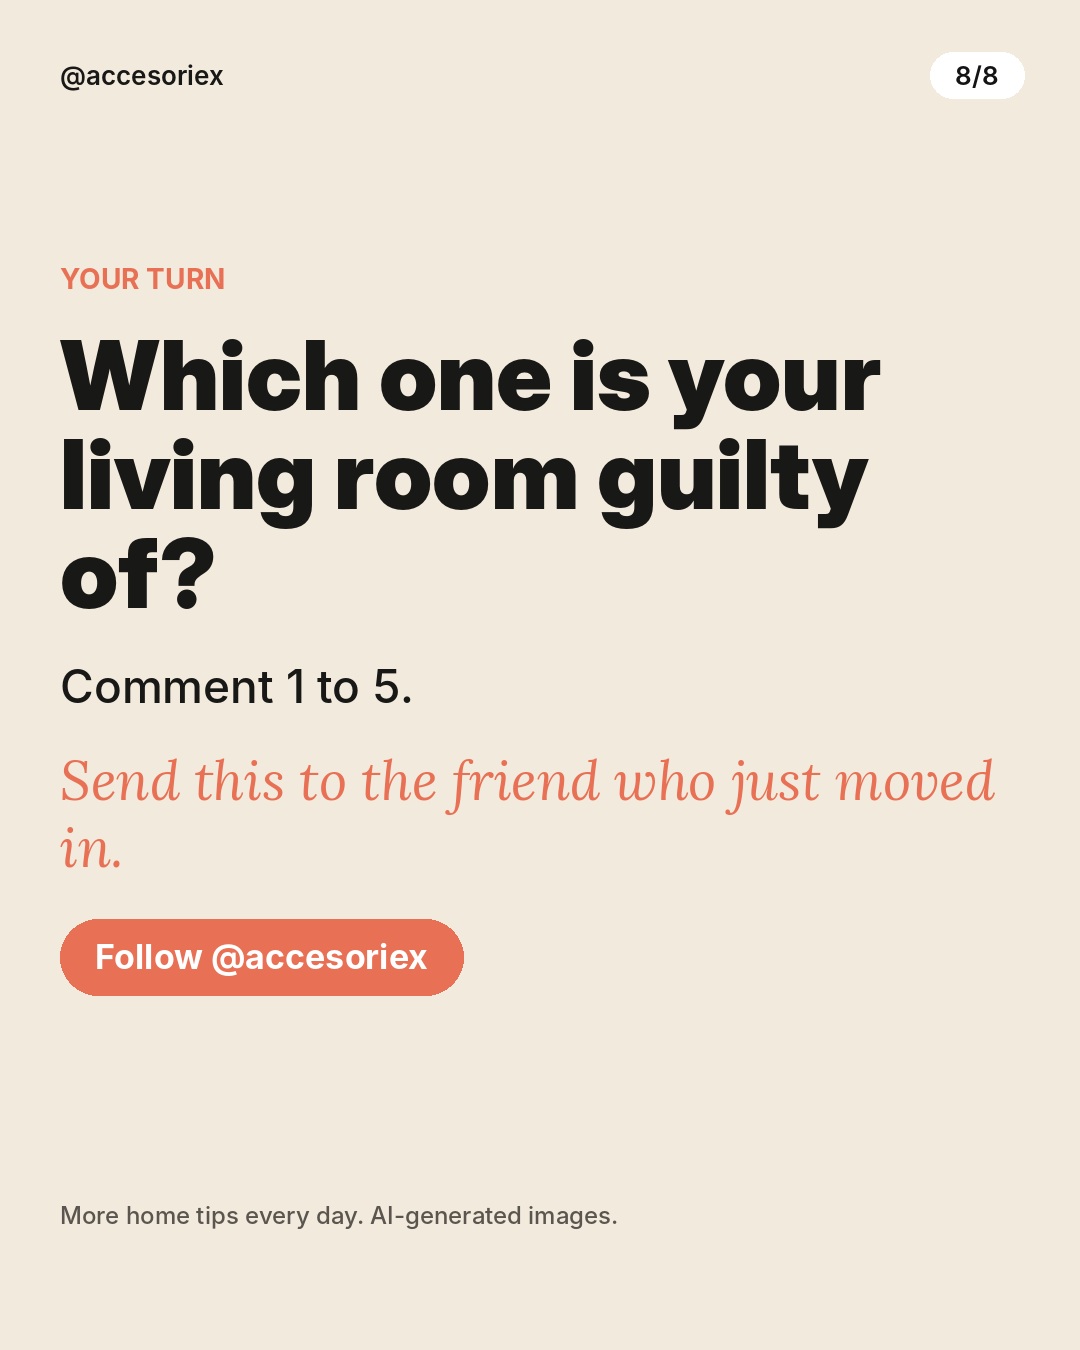 @accesoriex
8/8
YOUR TURN
Which one is your
living room guilty
of?
Comment 1 to 5.
Send this to the friend who just moved
in.
Follow @accesoriex
More home tips every day. AI-generated images.